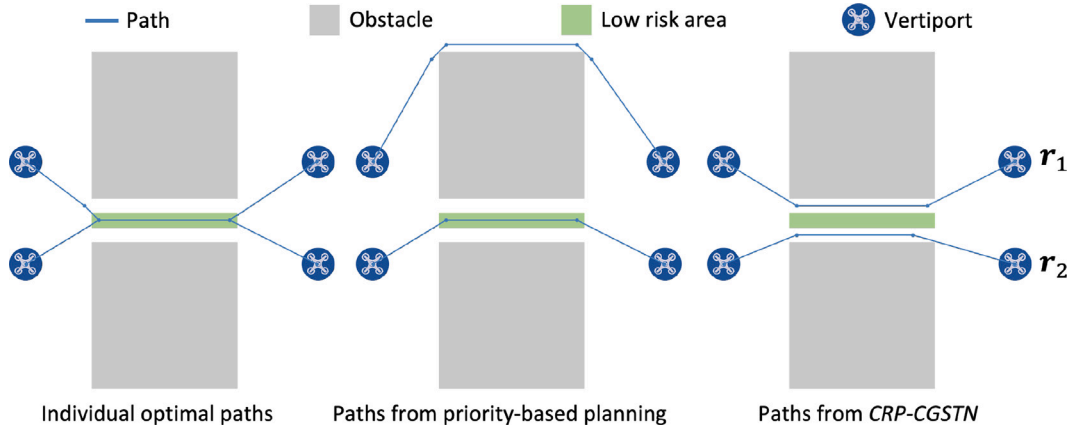 Path Obstacle Low risk area Vertiport
r₁
r₂
Individual optimal paths Paths from priority-based planning Paths from CRP-CGSTN